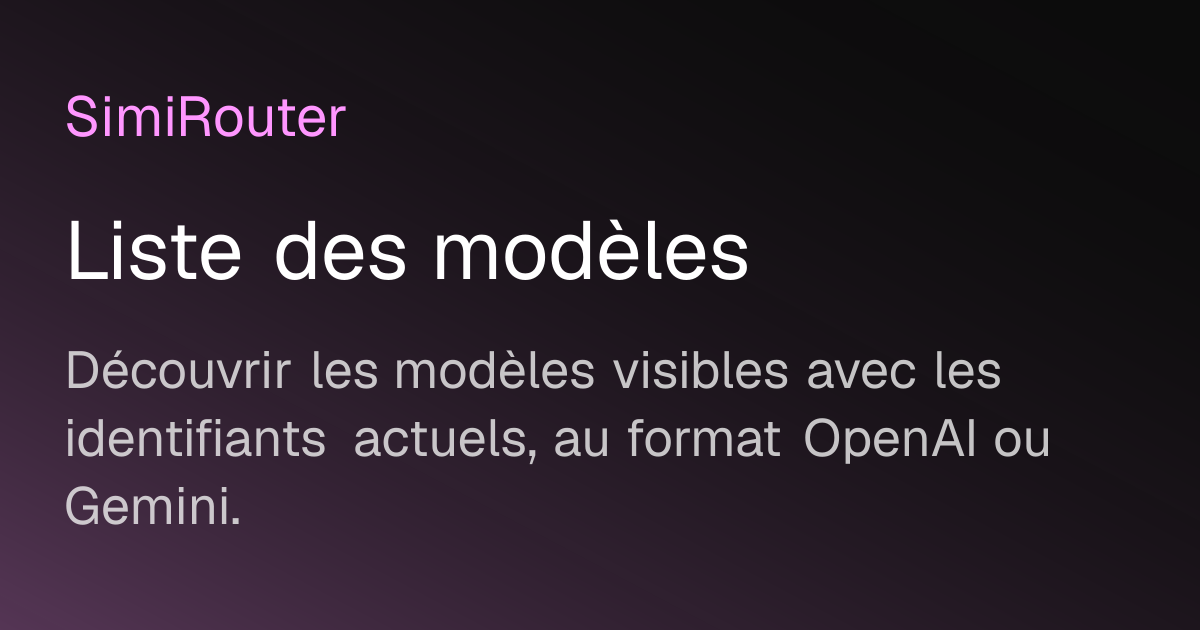 SimiRouter
Liste des modèles
Découvrir les modèles visibles avec les
identifiants actuels, au format OpenAI ou
Gemini.